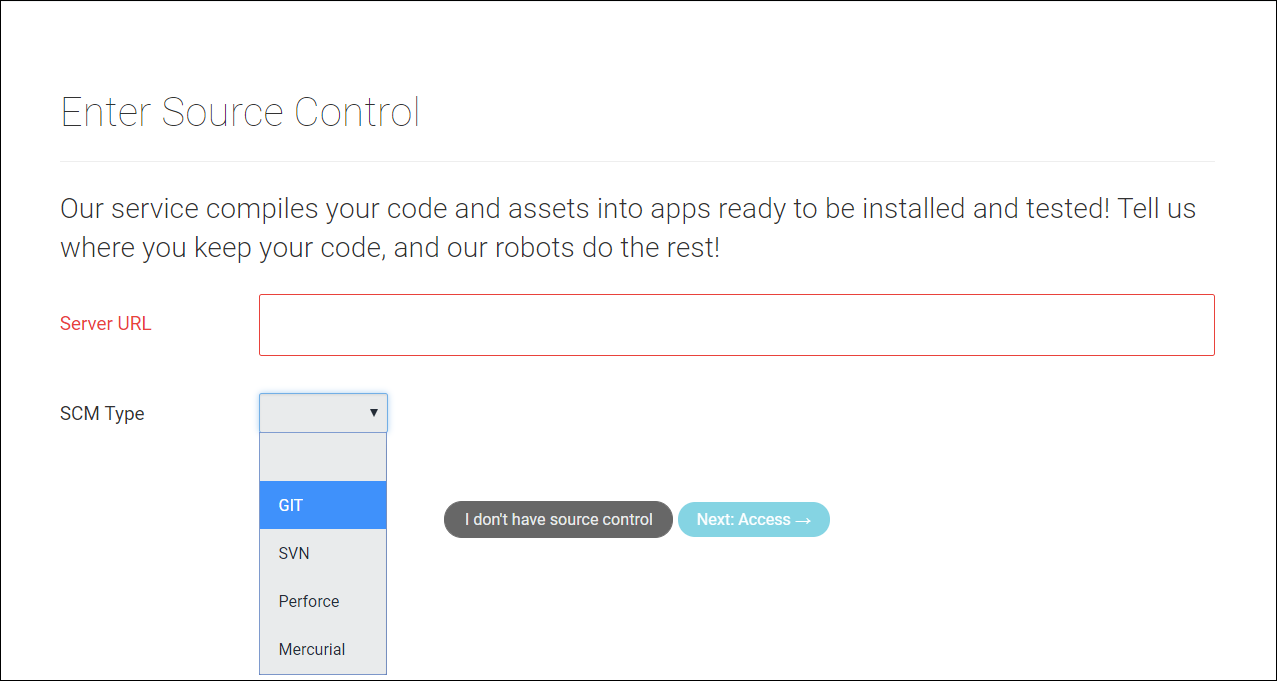 Enter Source Control
Our service compiles your code and assets into apps ready to be installed and tested! Tell us
where you keep your code, and our robots do the rest!
Server URL
SCM Type
GIT
I don't have source control
Next: Access →
SVN
Perforce
Mercurial